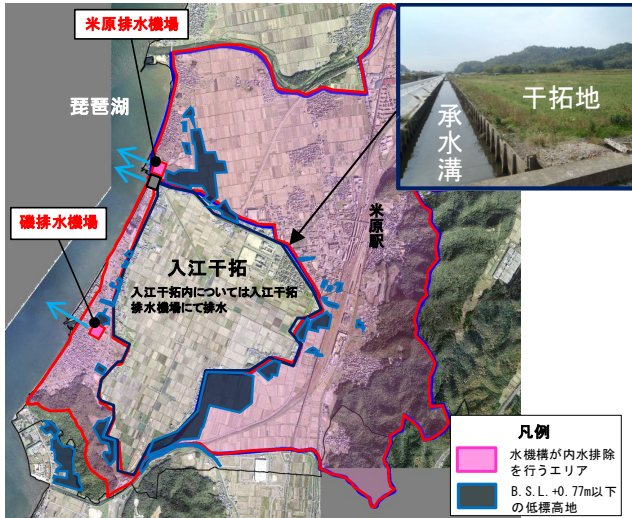 米原排水機場
琵琶湖
承水溝
干拓地
磯排水機場
米原駅
入江干拓
入江干拓内については入江干拓
排水機場にて排水
凡例
水機構が内水排除
を行うエリア
B.S.L.+0.77m以下
の低標高地